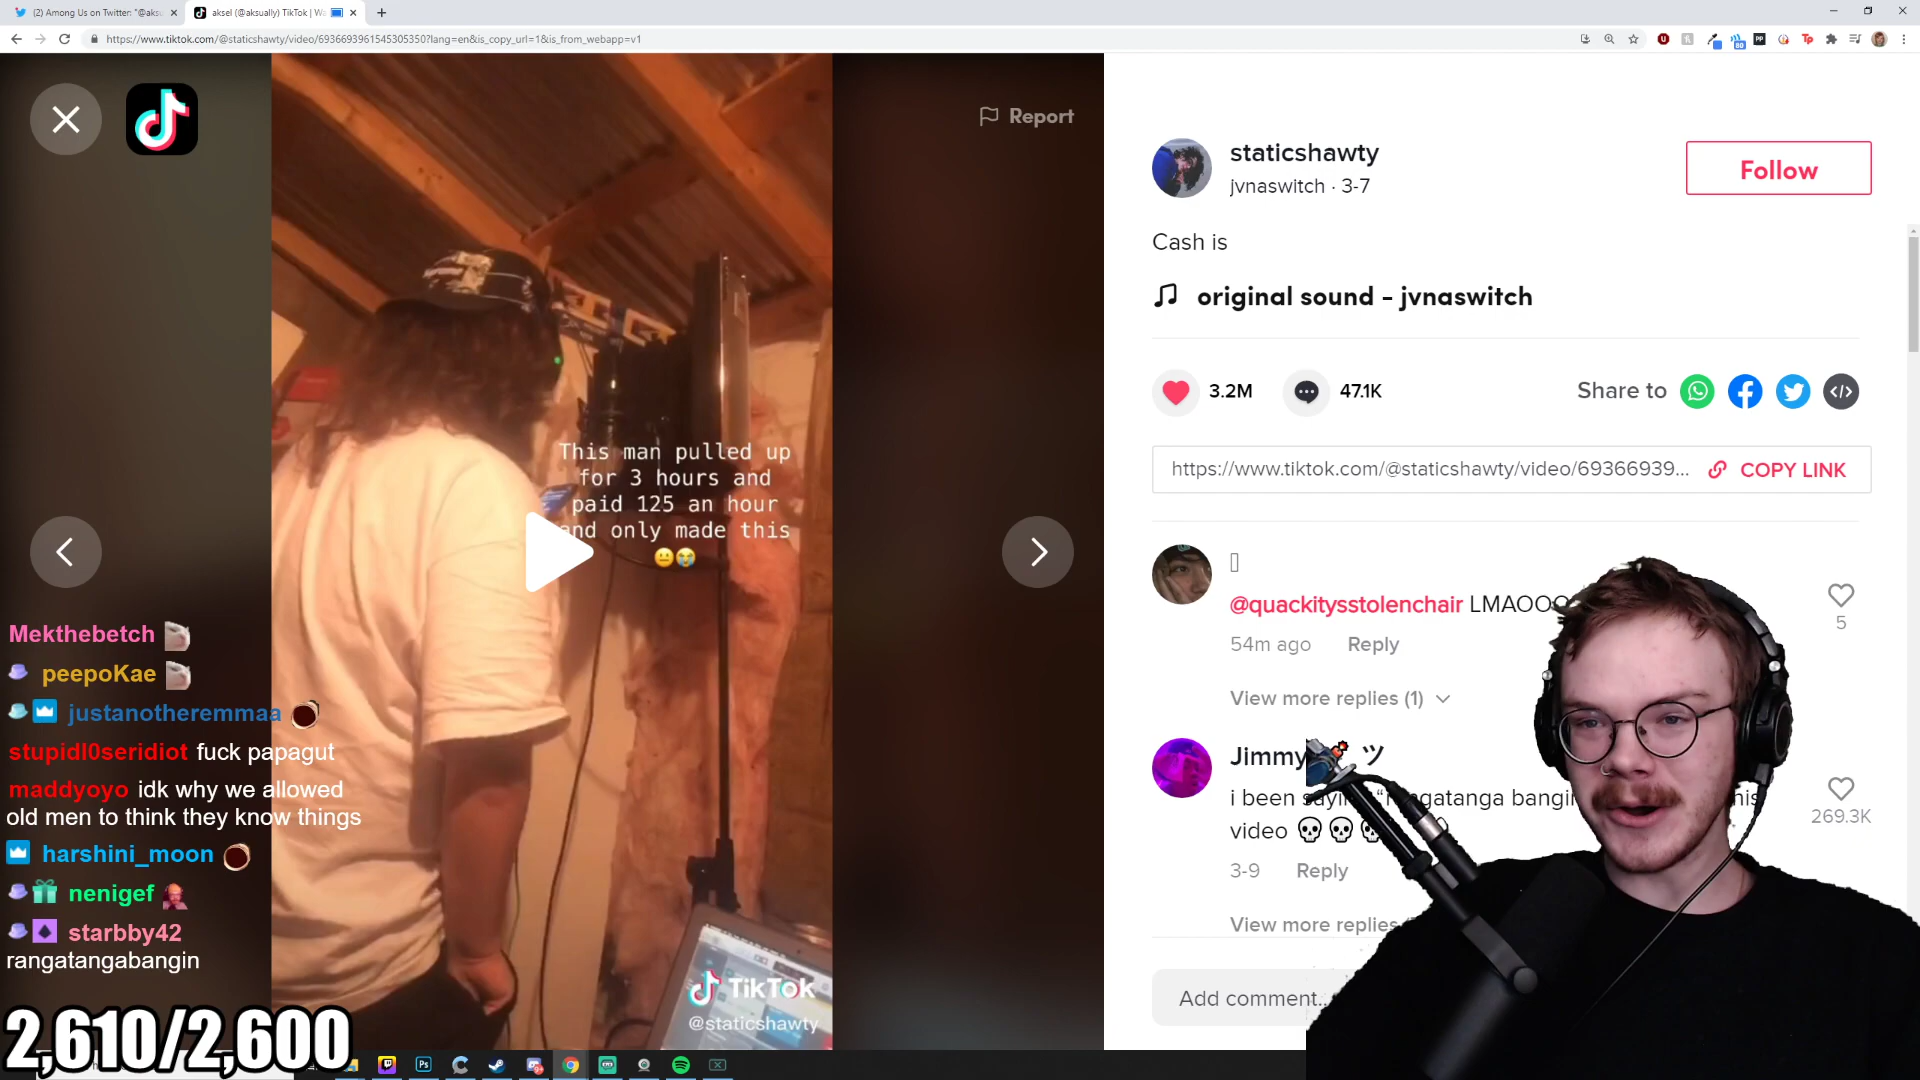 (2) Among Us on Twitter: "@aksu
aksel (@aksually) TikTok | Wa
https://www.tiktok.com/@staticshawty/video/6936693961545305350?lang=en&is_copy_url=1&is_from_webapp=v1
Report
This man pulled up
for 3 hours and
paid 125 an hour
and only made this
😐😭
TikTok
@staticshawty
staticshawty
jvnaswitch · 3-7
Follow
Cash is
original sound - jvnaswitch
3.2M
47.1K
Share to
https://www.tiktok.com/@staticshawty/video/69366939...
COPY LINK
@quackitysstolenchair LMAOOO
5
54m ago Reply
View more replies (1)
Jimmy ツ
i been
video 💀💀
269.3K
3-9 Reply
View more replies
Add comment..
Mekthebetch
peepoKae
justanotheremmaa
stupidl0seridiot fuck papagut
maddyoyo idk why we allowed
old men to think they know things
harshini_moon
nenigef
starbby42
rangatangabangin
2,610/2,600